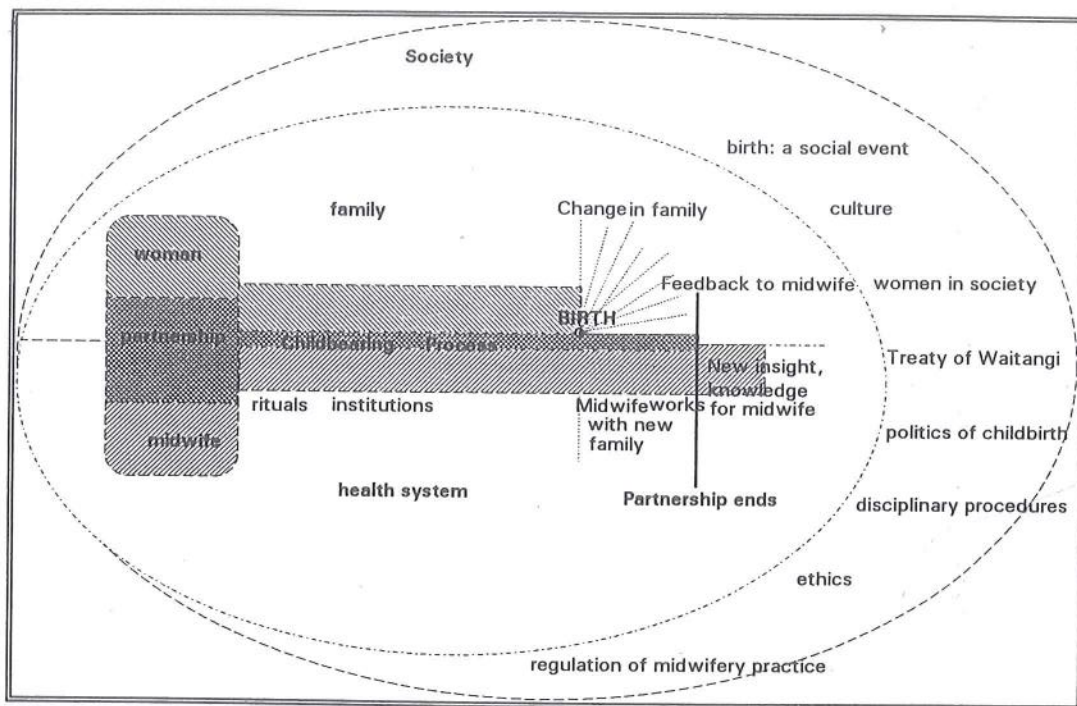 Society
birth: a social event
family
Change in family
culture
woman
Feedback to midwife
women in society
BIRTH
partnership
Childbearing Process
Treaty of Waitangi
New insight,
knowledge
for midwife
rituals institutions
Midwife works
with new
family
midwife
politics of childbirth
health system
Partnership ends
disciplinary procedures
ethics
regulation of midwifery practice